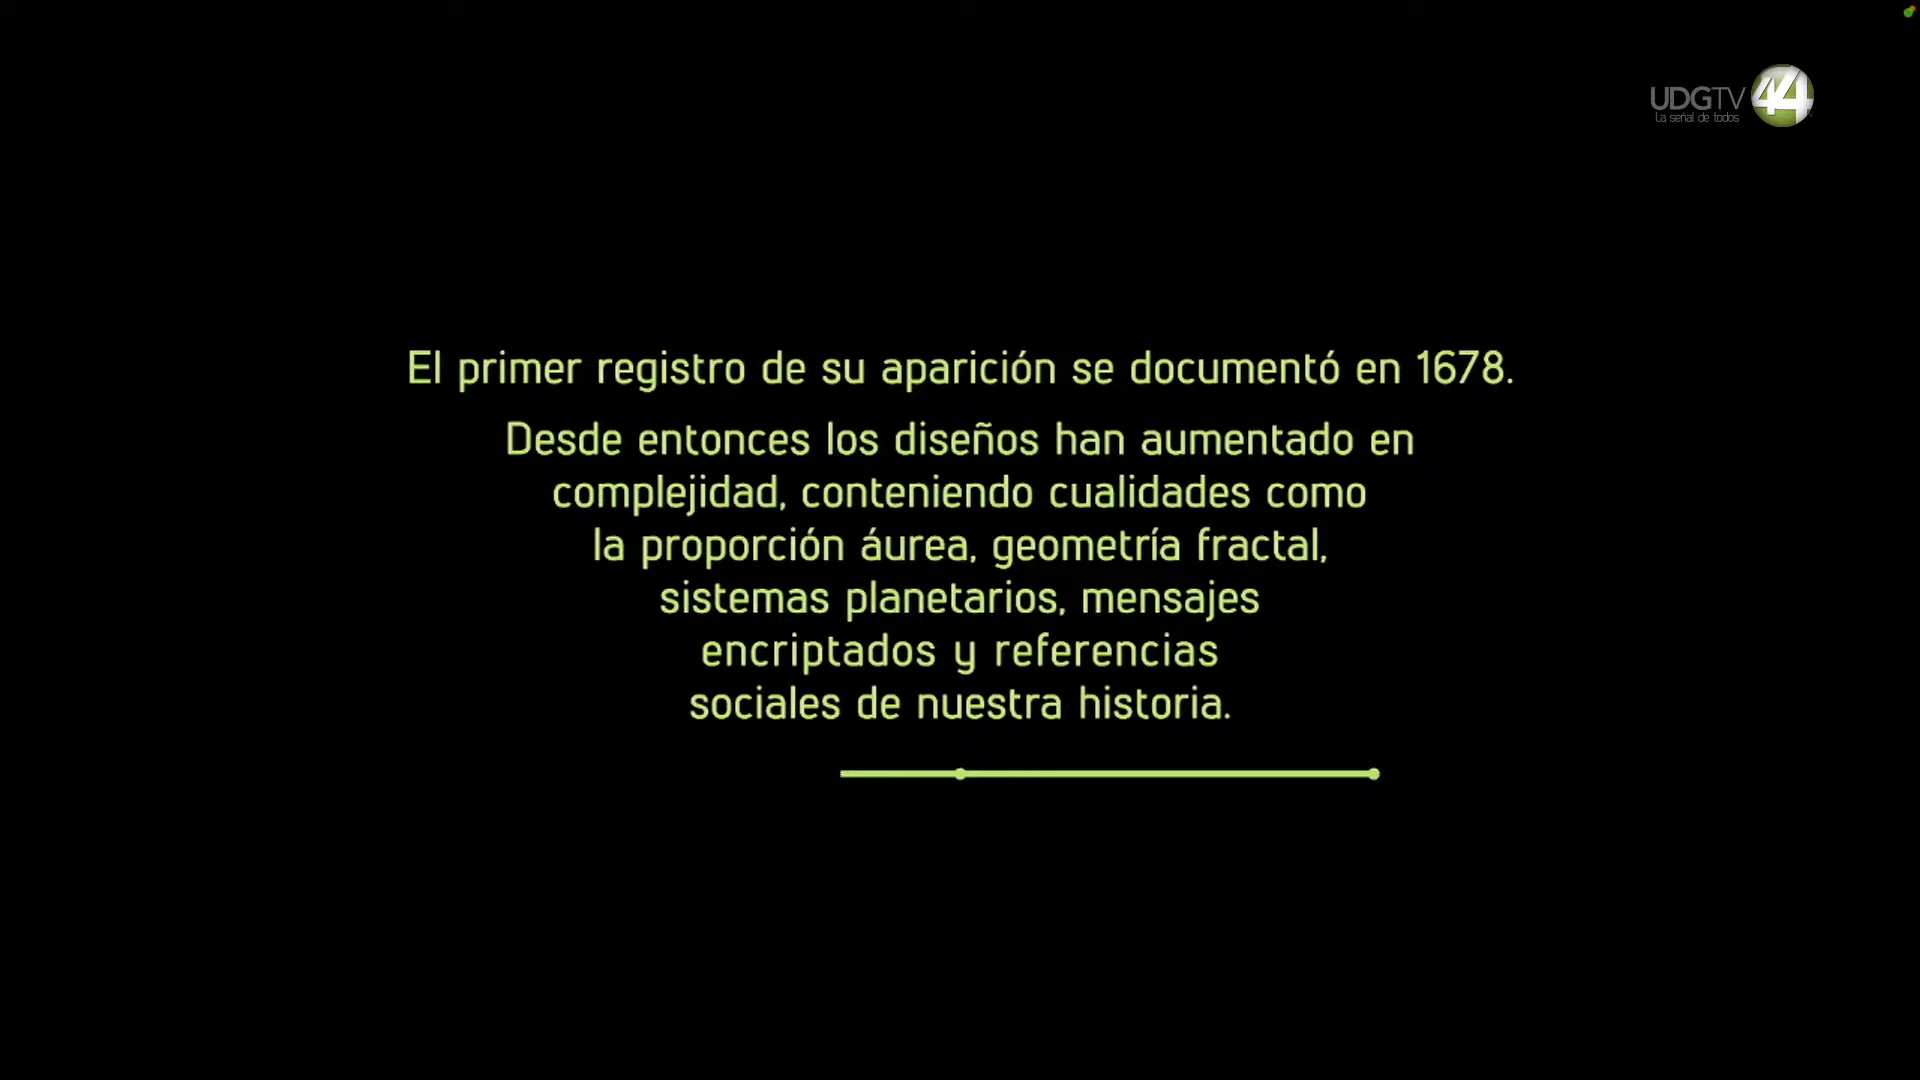 UDGTV 44
La señal de todos
El primer registro de su aparición se documentó en 1678.
Desde entonces los diseños han aumentado en
complejidad, conteniendo cualidades como
la proporción áurea, geometría fractal,
sistemas planetarios, mensajes
encriptados y referencias
sociales de nuestra historia.